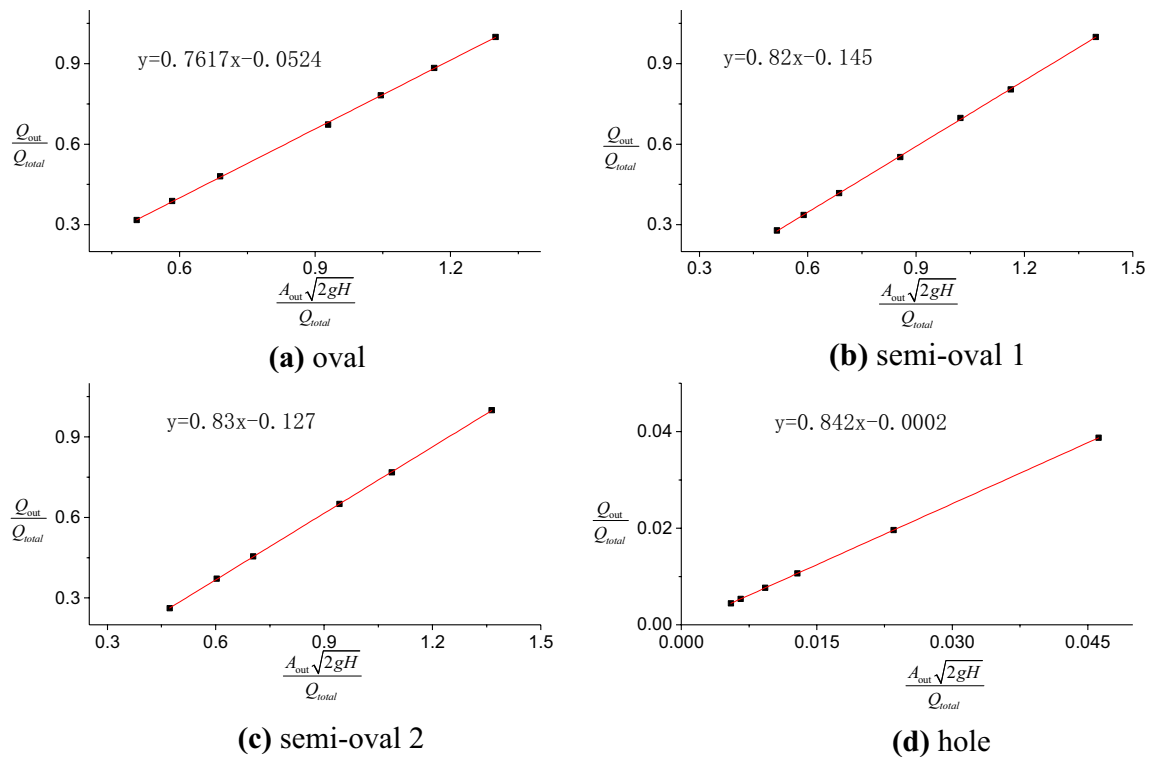 y=0.7617x-0.0524
0.9
0.6
0.3
Q_out
Q_total
0.6 0.9 1.2
A_out√2gH
Q_total
(a) oval
y=0.82x-0.145
0.9
0.6
0.3
Q_out
Q_total
0.3 0.6 0.9 1.2 1.5
A_out√2gH
Q_total
(b) semi-oval 1
y=0.83x-0.127
0.9
0.6
0.3
Q_out
Q_total
0.3 0.6 0.9 1.2 1.5
A_out√2gH
Q_total
(c) semi-oval 2
y=0.842x-0.0002
0.04
0.02
0.00
Q_out
Q_total
0.000 0.015 0.030 0.045
A_out√2gH
Q_total
(d) hole